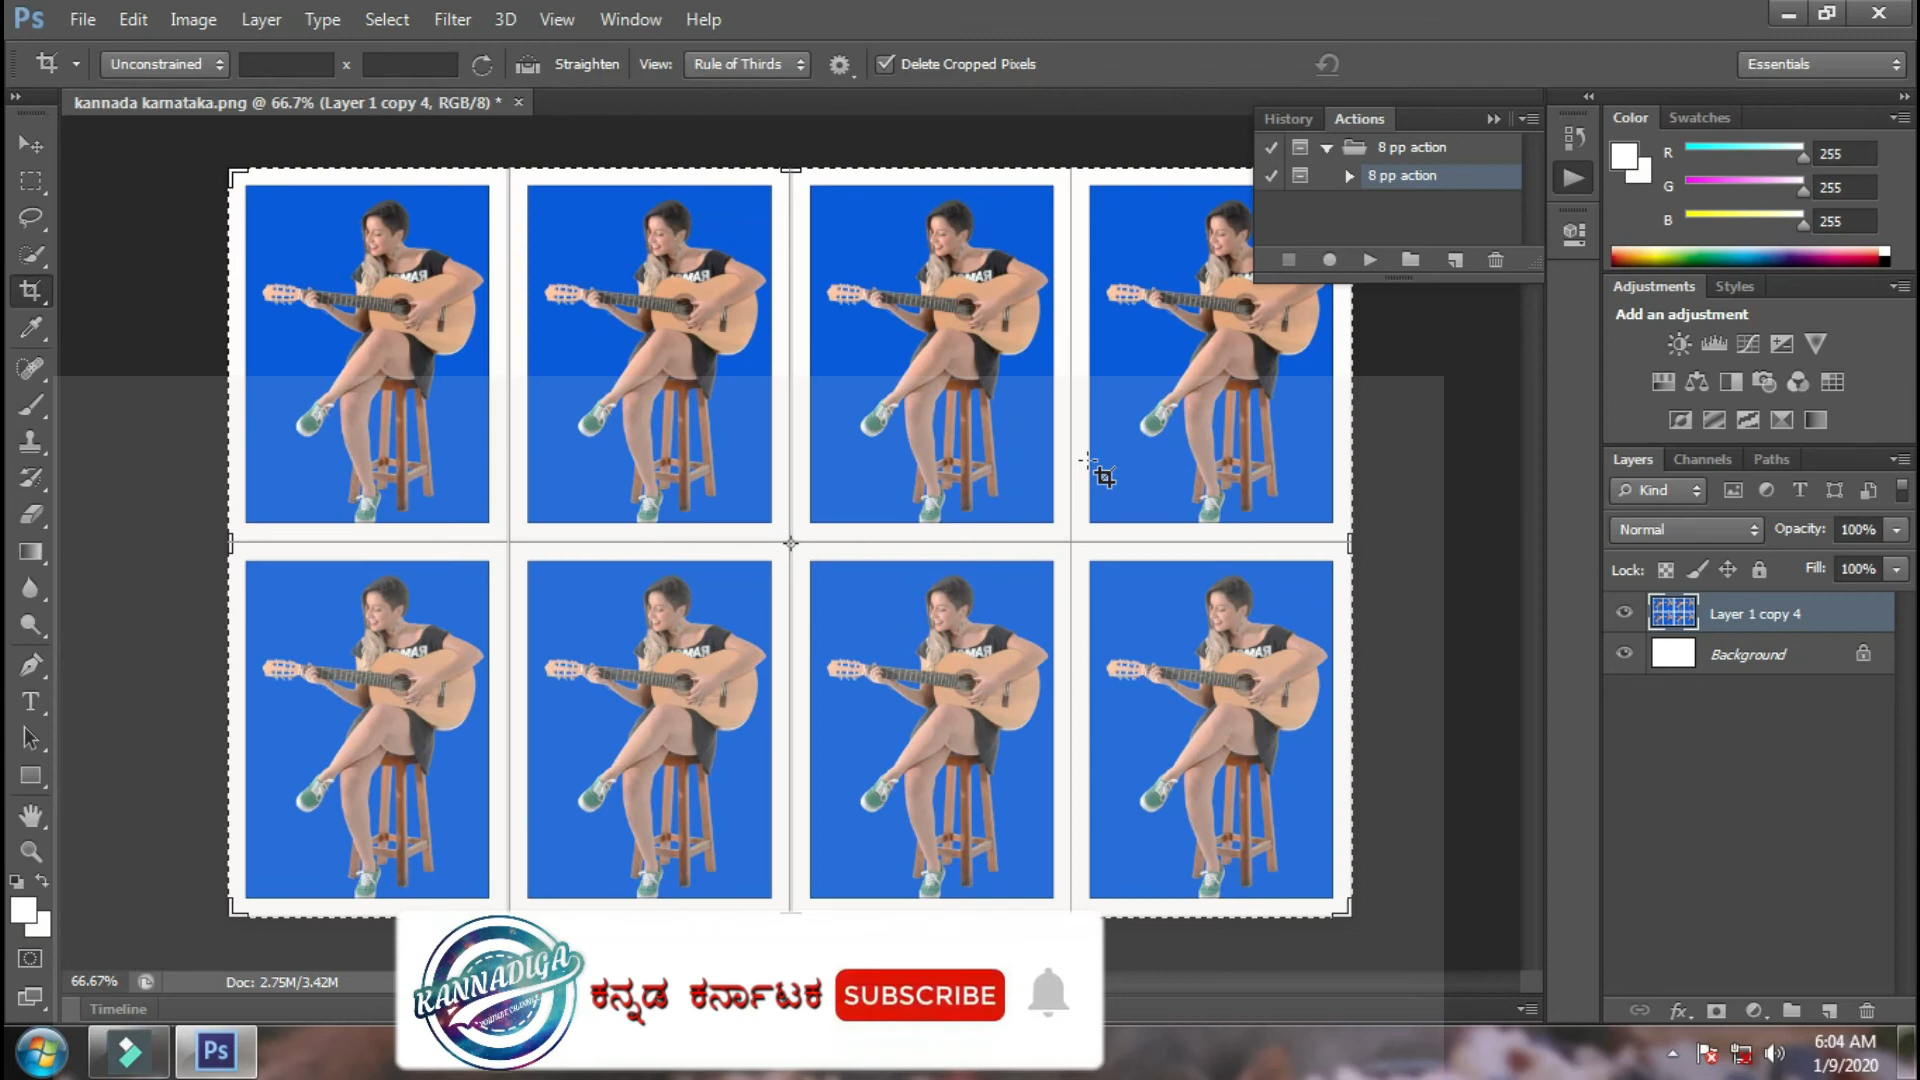 Ps File Edit Image Layer Type Select Filter 3D View Window Help
Unconstrained x Straighten View: Rule of Thirds Delete Cropped Pixels Essentials
kannada karnataka.png @ 66.7% (Layer 1 copy 4, RGB/8) * ×
History Actions
8 pp action
8 pp action
Color Swatches
R 255
G 255
B 255
Adjustments Styles
Add an adjustment
Layers Channels Paths
Kind
Normal Opacity: 100%
Lock: Fill: 100%
Layer 1 copy 4
Background
66.67% Doc: 2.75M/3.42M
Timeline
KANNADIGA
YOUTUBE CHANNEL
ಕನ್ನಡ ಕರ್ನಾಟಕ
SUBSCRIBE
Ps
6:04 AM
1/9/2020